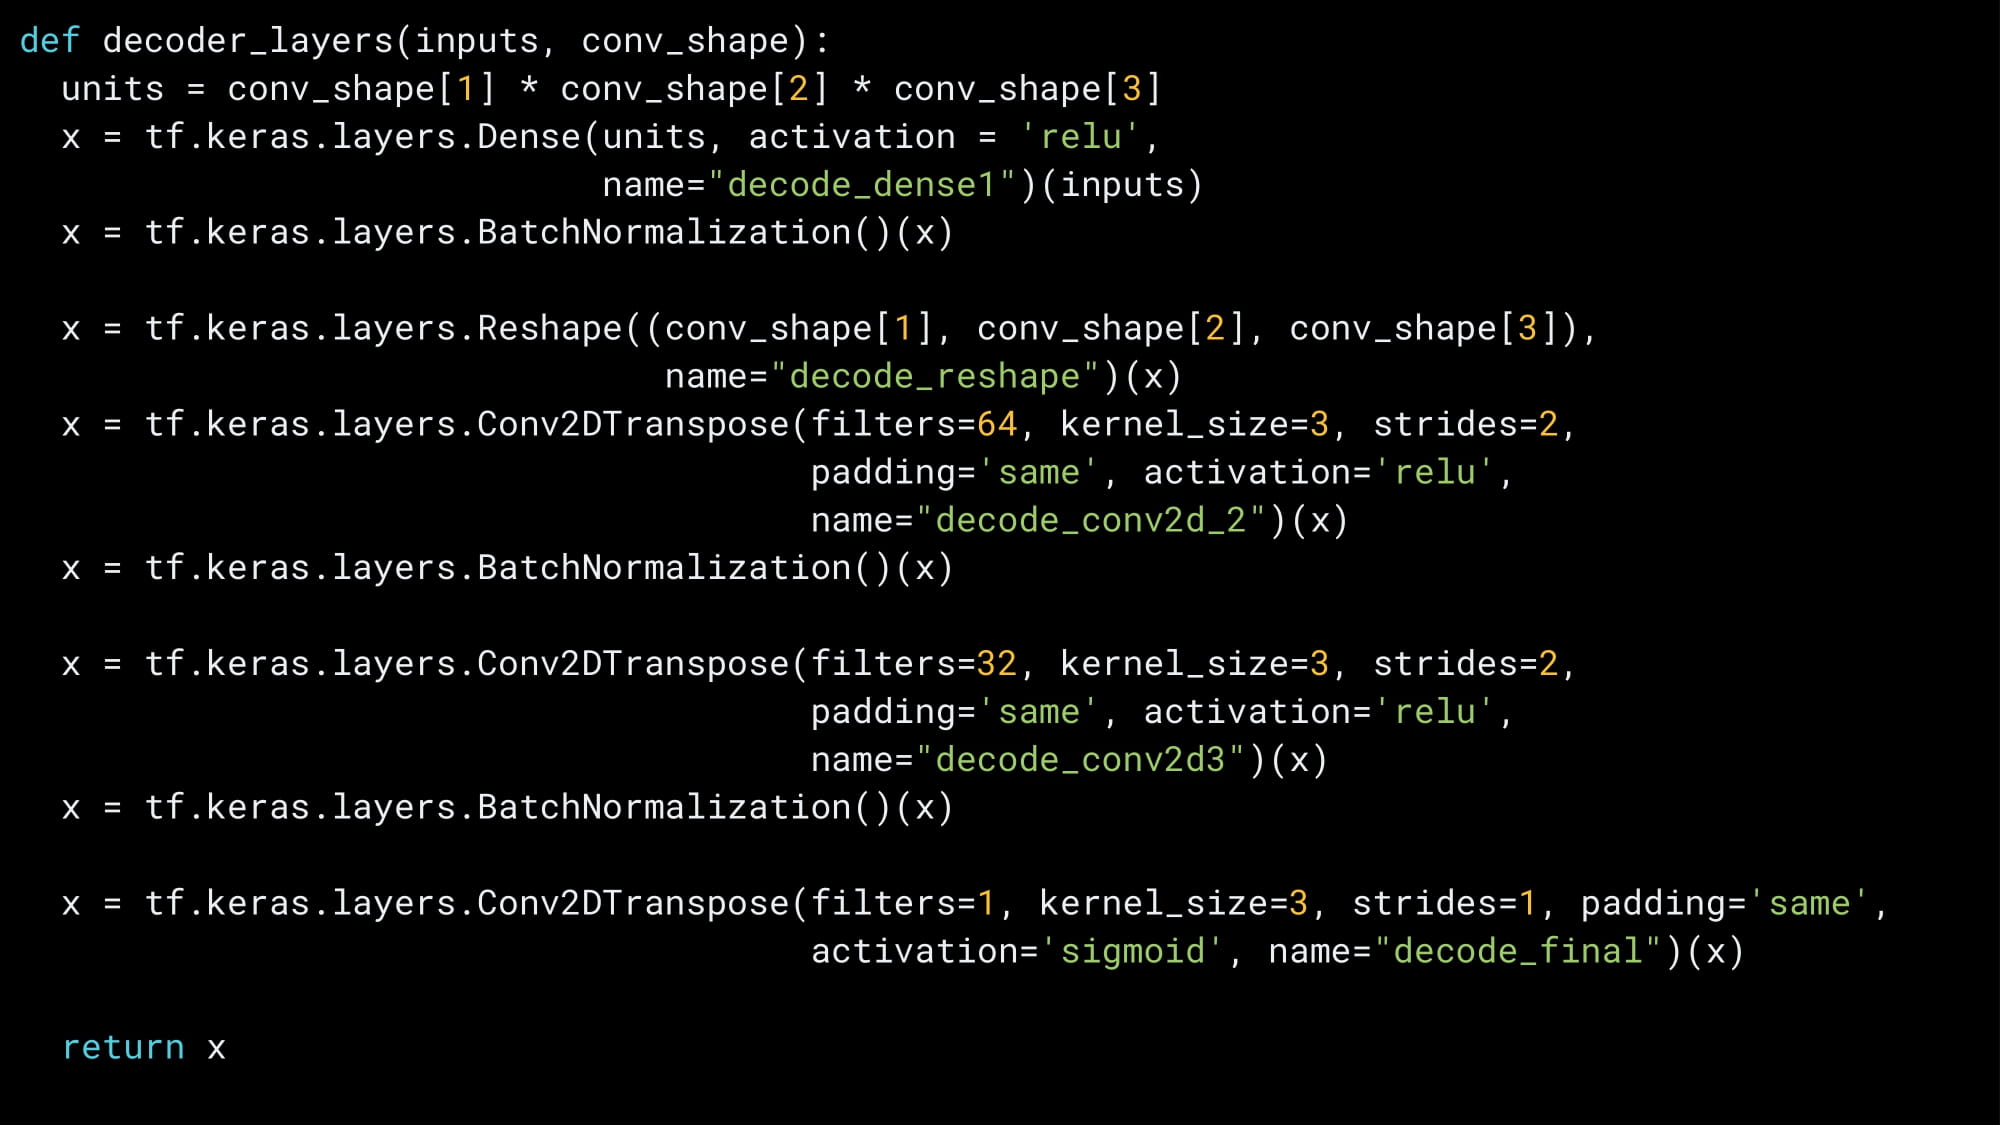 def decoder_layers(inputs, conv_shape):
  units = conv_shape[1] * conv_shape[2] * conv_shape[3]
  x = tf.keras.layers.Dense(units, activation = 'relu',
                            name="decode_dense1")(inputs)
  x = tf.keras.layers.BatchNormalization()(x)

  x = tf.keras.layers.Reshape((conv_shape[1], conv_shape[2], conv_shape[3]),
                               name="decode_reshape")(x)
  x = tf.keras.layers.Conv2DTranspose(filters=64, kernel_size=3, strides=2,
                                      padding='same', activation='relu',
                                      name="decode_conv2d_2")(x)
  x = tf.keras.layers.BatchNormalization()(x)

  x = tf.keras.layers.Conv2DTranspose(filters=32, kernel_size=3, strides=2,
                                      padding='same', activation='relu',
                                      name="decode_conv2d3")(x)
  x = tf.keras.layers.BatchNormalization()(x)

  x = tf.keras.layers.Conv2DTranspose(filters=1, kernel_size=3, strides=1, padding='same',
                                      activation='sigmoid', name="decode_final")(x)

  return x